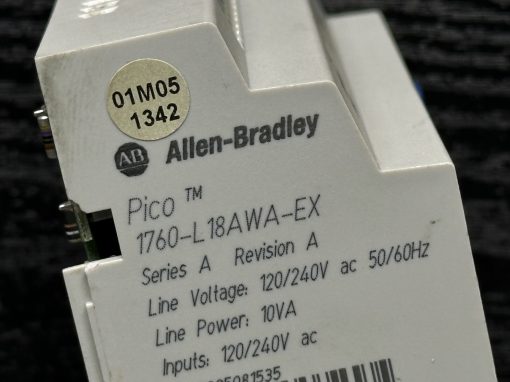 01M05
1342
AB Allen-Bradley
Pico ™
1760-L18AWA-EX
Series A Revision A
Line Voltage: 120/240V ac 50/60Hz
Line Power: 10VA
Inputs: 120/240V ac